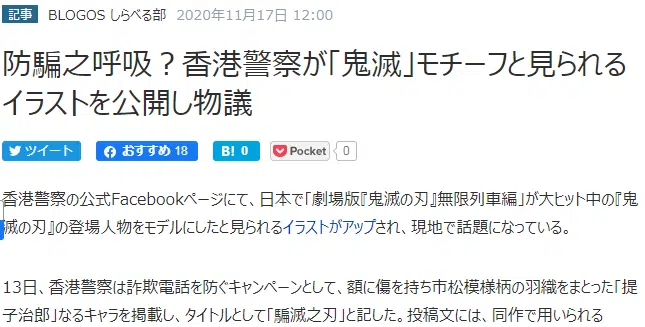 記事 BLOGOS しらべる部 2020年11月17日 12:00
防騙之呼吸？香港警察が「鬼滅」モチーフと見られる
イラストを公開し物議
ツイート おすすめ 18 B! 0 Pocket 0
香港警察の公式Facebookページにて、日本で「劇場版『鬼滅の刃』無限列車編」が大ヒット中の『鬼
滅の刃』の登場人物をモデルにしたと見られるイラストがアップされ、現地で話題になっている。
13日、香港警察は詐欺電話を防ぐキャンペーンとして、額に傷を持ち市松模様柄の羽織をまとった「提
子治郎」なるキャラを掲載し、タイトルとして「騙滅之刃」と記した。投稿文には、同作で用いられる